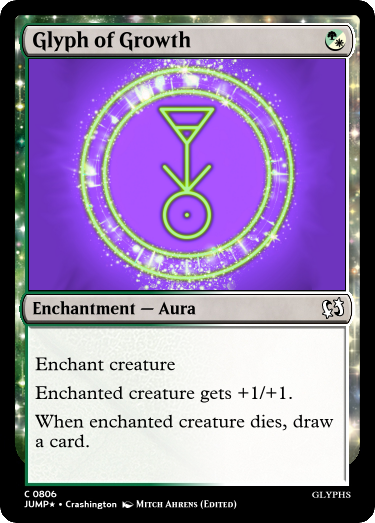 Glyph of Growth
Enchantment — Aura
Enchant creature
Enchanted creature gets +1/+1.
When enchanted creature dies, draw
a card.
C 0806
JUMP★ • Crashington Mitch Ahrens (Edited)
GLYPHS